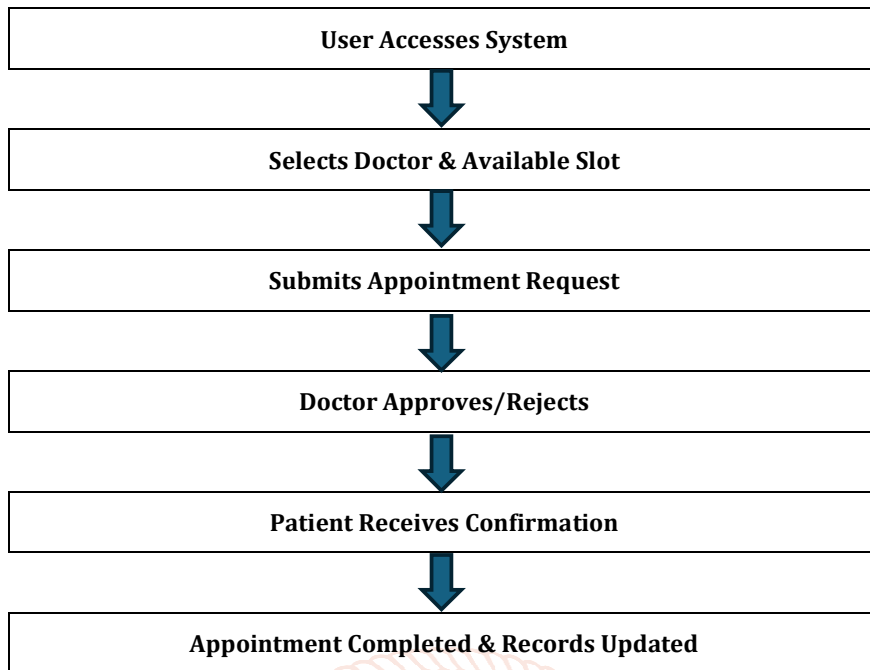 User Accesses System
Selects Doctor & Available Slot
Submits Appointment Request
Doctor Approves/Rejects
Patient Receives Confirmation
Appointment Completed & Records Updated